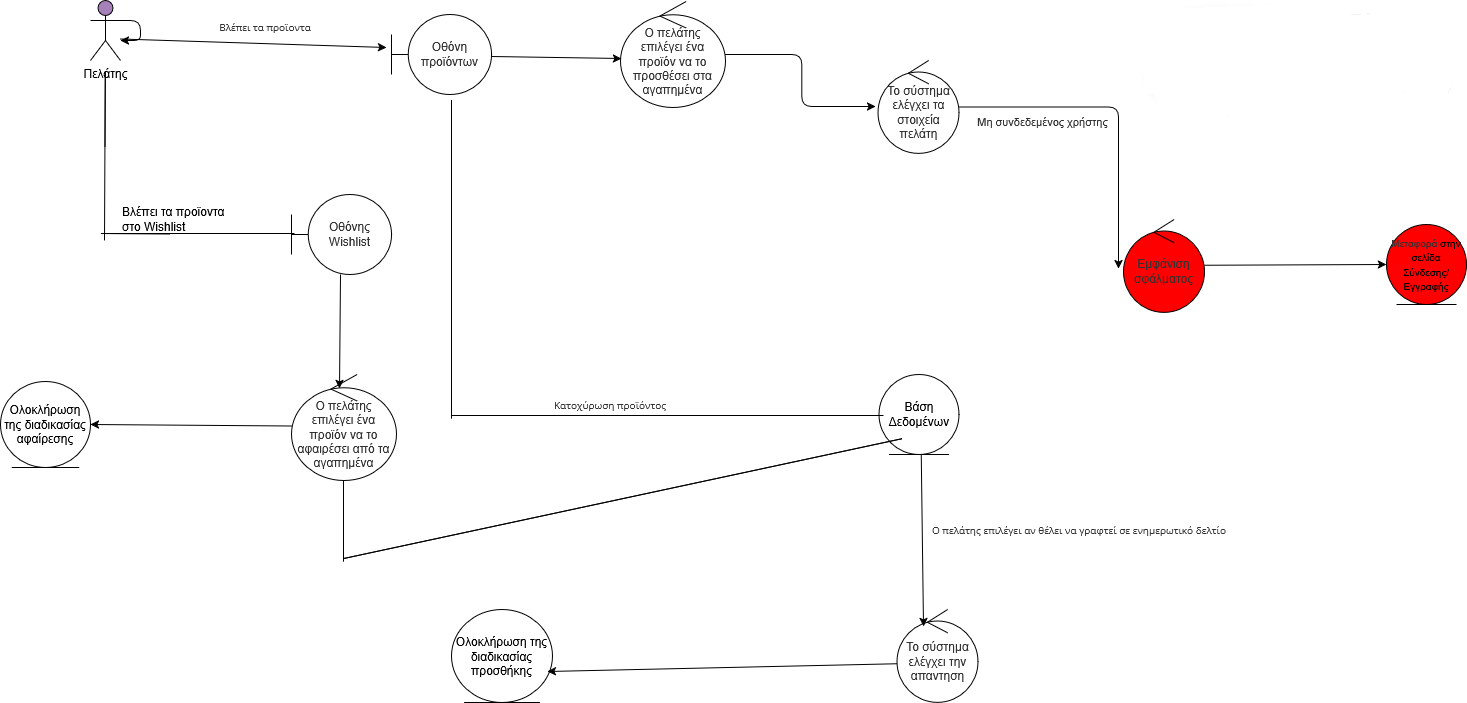 Βλέπει τα προϊοντα
Πελάτης
Οθόνη
προϊόντων
Ο πελάτης
επιλέγει ένα
προϊόν να το
προσθέσει στα
αγαπημένα
Το σύστημα
ελέγχει τα
στοιχεία
πελάτη
Μη συνδεδεμένος χρήστης
Βλέπει τα προϊοντα
στο Wishlist
Οθόνης
Wishlist
Εμφάνιση
σφάλματος
Μεταφορά στην
σελίδα
Σύνδεσης/
Εγγραφής
Ολοκλήρωση
της διαδικασίας
αφαίρεσης
Ο πελάτης
επιλέγει ένα
προϊόν να το
αφαιρέσει από τα
αγαπημένα
Κατοχύρωση προϊόντος
Βάση
Δεδομένων
Ο πελάτης επιλέγει αν θέλει να γραφτεί σε ενημερωτικό δελτίο
Ολοκλήρωση της
διαδικασίας
προσθήκης
Το σύστημα
ελέγχει την
απαντηση